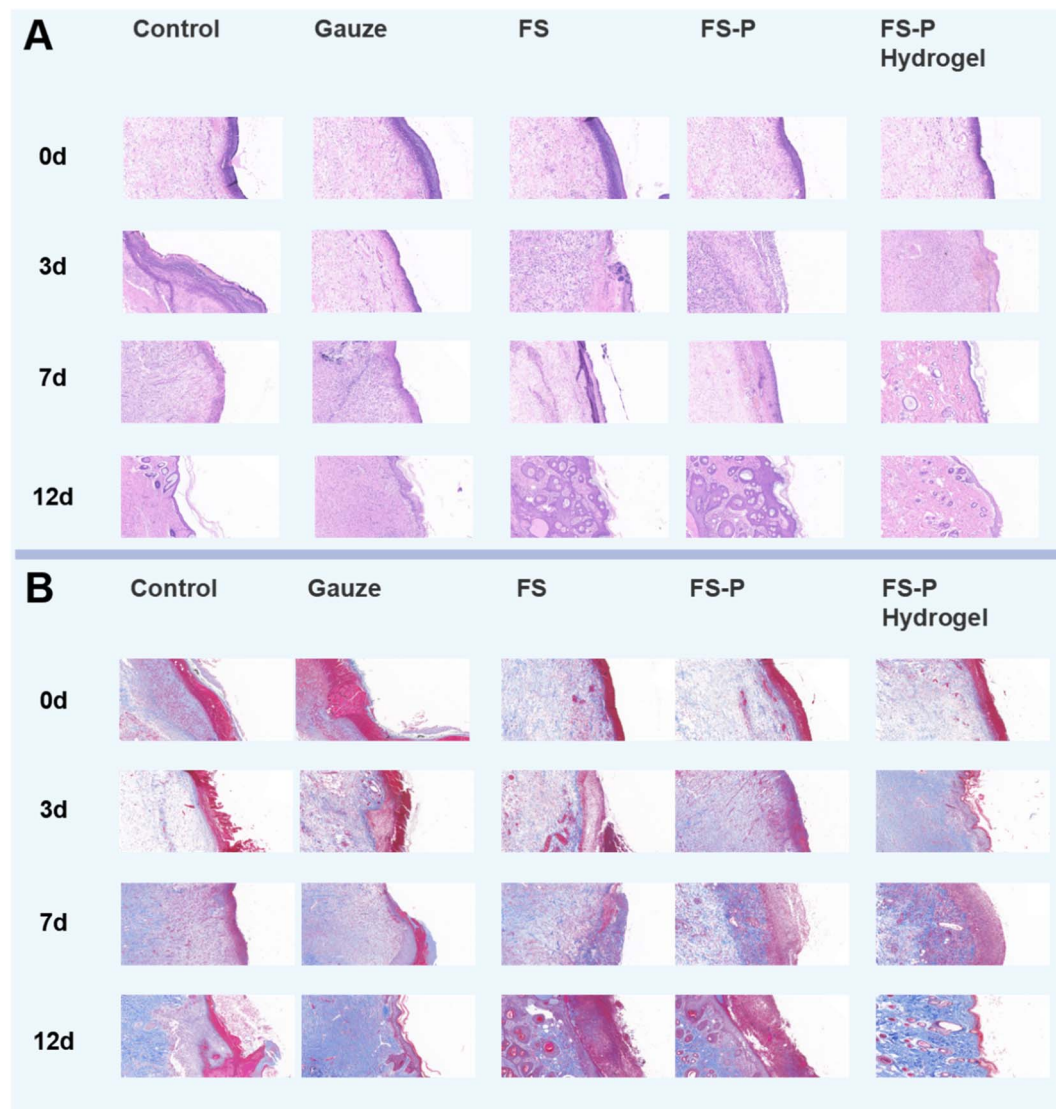 A
Control Gauze FS FS-P FS-P
Hydrogel
0d
3d
7d
12d
B
Control Gauze FS FS-P FS-P
Hydrogel
0d
3d
7d
12d